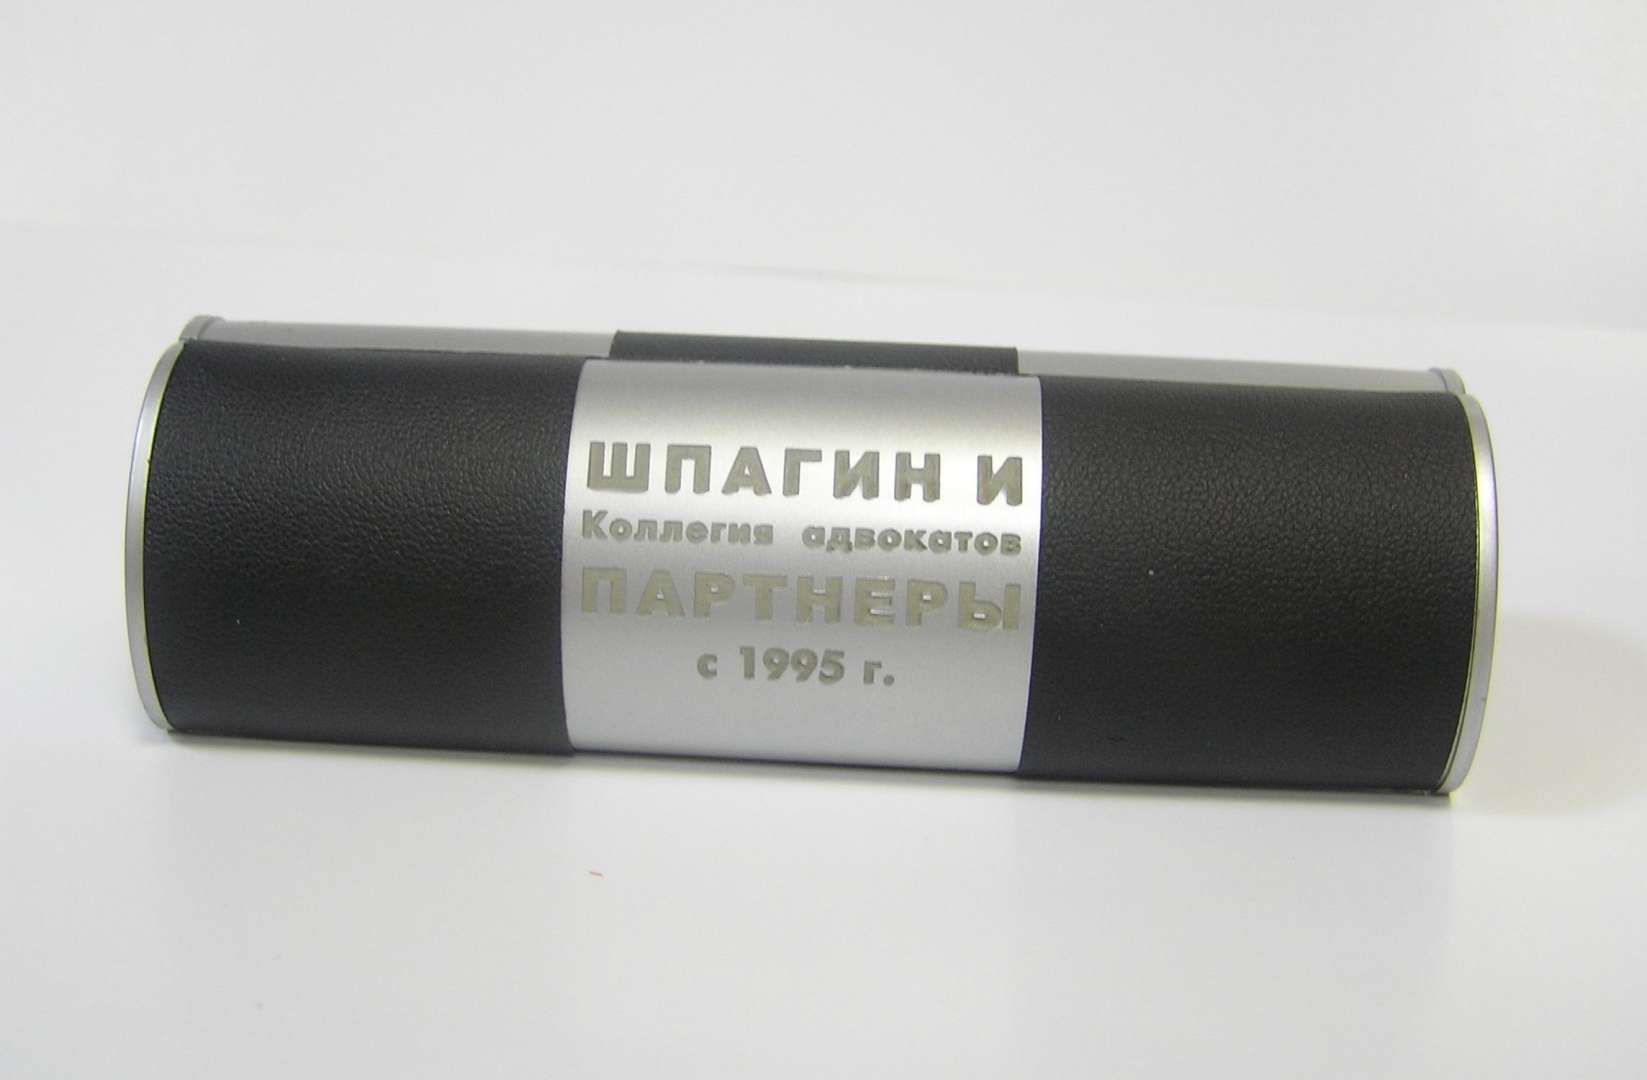 ШПАГИН И
Коллегия адвокатов
ПАРТНЕРЫ
с 1995 г.